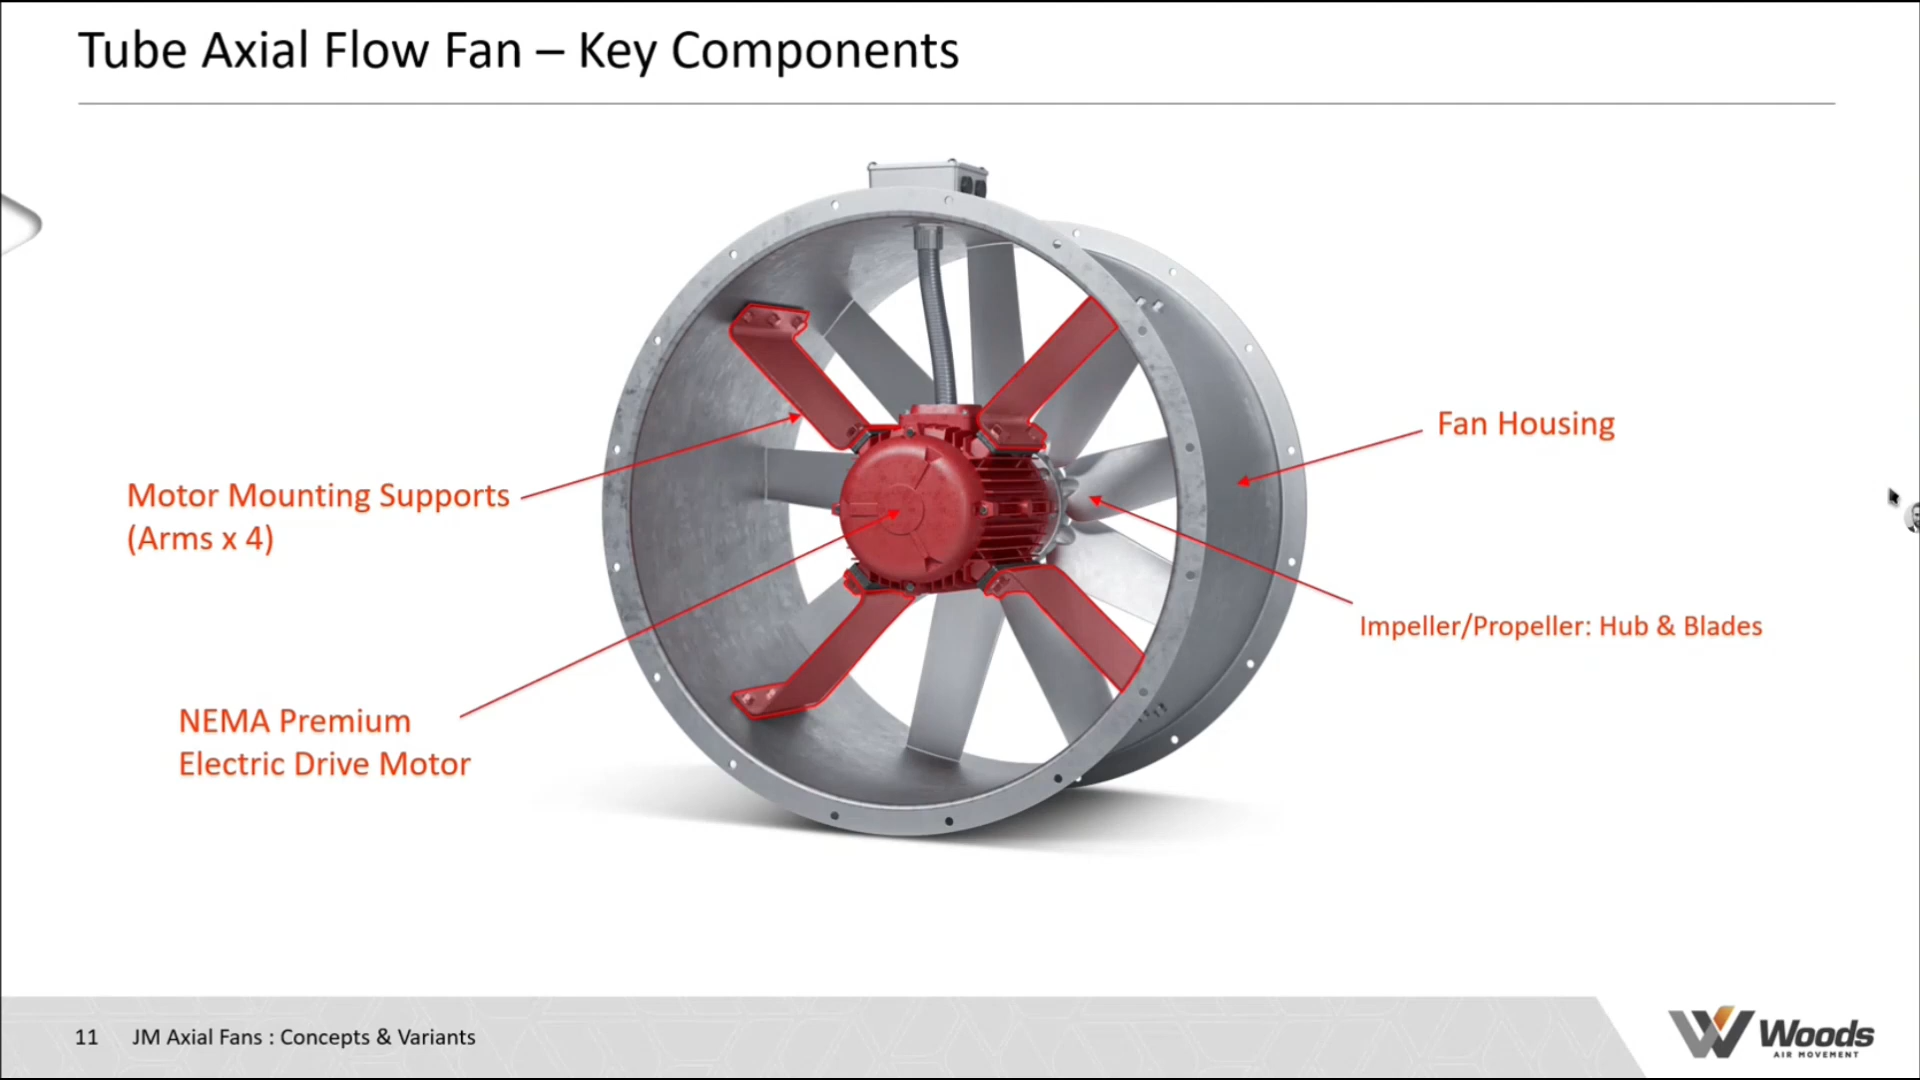 Tube Axial Flow Fan – Key Components
Fan Housing
Motor Mounting Supports
(Arms x 4)
Impeller/Propeller: Hub & Blades
NEMA Premium
Electric Drive Motor
11 JM Axial Fans : Concepts & Variants
Woods
AIR MOVEMENT